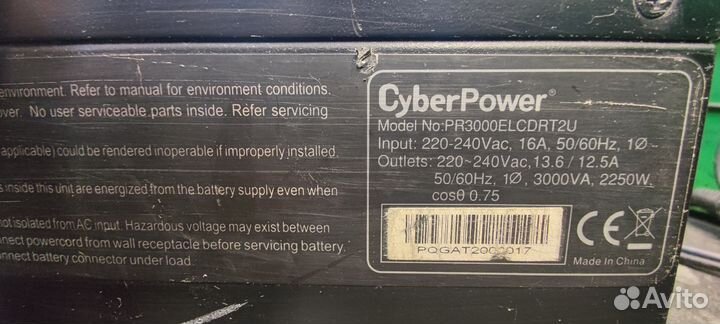 environment. Refer to manual for environment conditions.
over. No user serviceable parts inside. Refer servicing
applicable) could be rendered inoperable if improperly installed.
inside this unit are energized from the battery supply even when
not isolated from AC input. Hazardous voltage may exist between
nnect powercord from wall receptacle before servicing battery.
onnect battery connector under load.
CyberPower®
Model No:PR3000ELCDRT2U
Input: 220-240Vac, 16A, 50/60Hz, 1Ø~
Outlets: 220~240Vac,13.6 / 12.5A
50/60Hz, 1Ø, 3000VA, 2250W,
cosθ 0.75
CE
Made In China
Avito